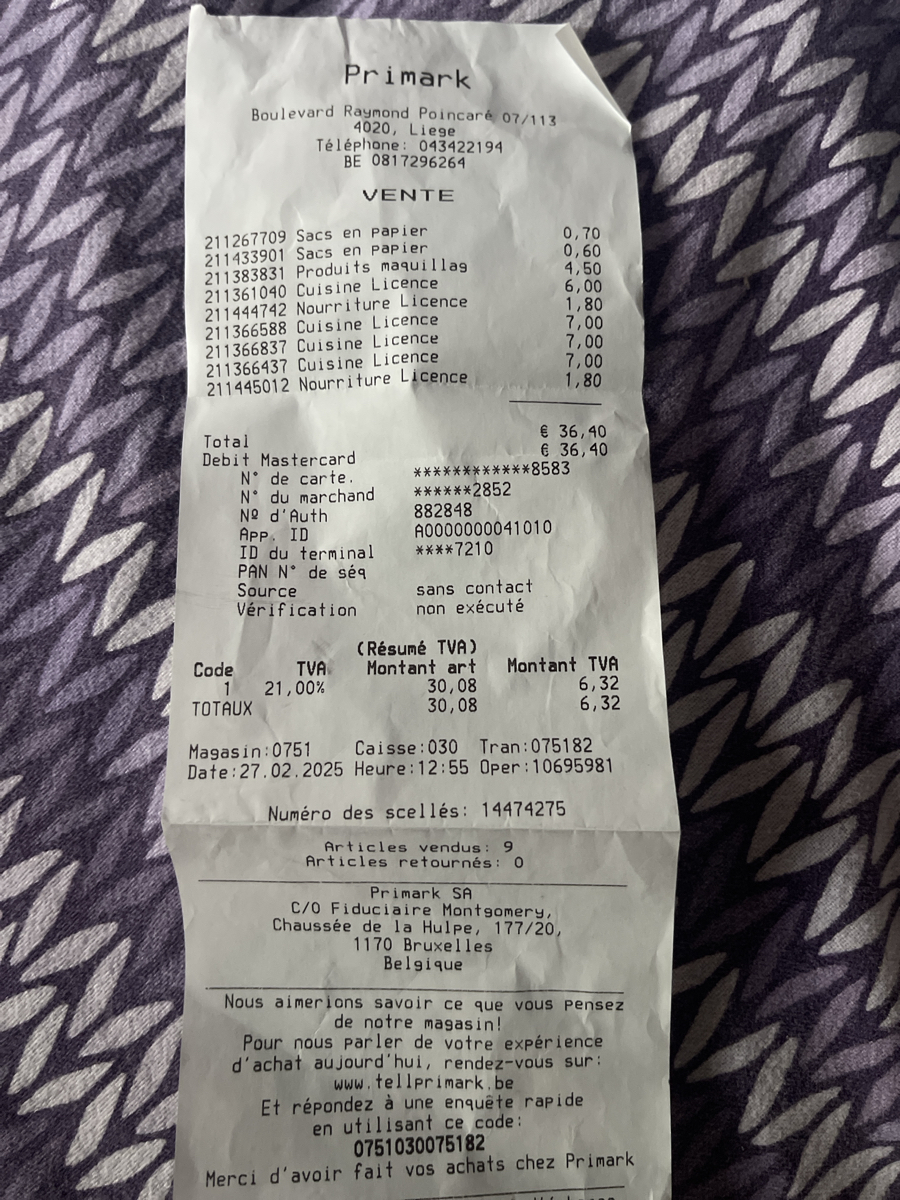 Primark
Boulevard Raymond Poincaré 07/113
4020, Liege
Téléphone: 043422194
BE 0817296264
VENTE
211267709 Sacs en papier 0,70
211433901 Sacs en papier 0,60
211383831 Produits maquillag 4,50
211361040 Cuisine Licence 6,00
211444742 Nourriture Licence 1,80
211366588 Cuisine Licence 7,00
211366837 Cuisine Licence 7,00
211366437 Cuisine Licence 7,00
211445012 Nourriture Licence 1,80
Total € 36,40
Debit Mastercard € 36,40
N° de carte. ************8583
N° du marchand ******2852
Nº d'Auth 882848
App. ID A0000000041010
ID du terminal ****7210
PAN N° de séq
Source sans contact
Vérification non exécuté
(Résumé TVA)
Code TVA Montant art Montant TVA
1 21,00% 30,08 6,32
TOTAUX 30,08 6,32
Magasin:0751 Caisse:030 Tran:075182
Date:27.02.2025 Heure:12:55 Oper:10695981
Numéro des scellés: 14474275
Articles vendus: 9
Articles retournés: 0
Primark SA
C/O Fiduciaire Montgomery,
Chaussée de la Hulpe, 177/20,
1170 Bruxelles
Belgique
Nous aimerions savoir ce que vous pensez
de notre magasin!
Pour nous parler de votre expérience
d'achat aujourd'hui, rendez-vous sur:
www.tellprimark.be
Et répondez à une enquête rapide
en utilisant ce code:
0751030075182
Merci d'avoir fait vos achats chez Primark